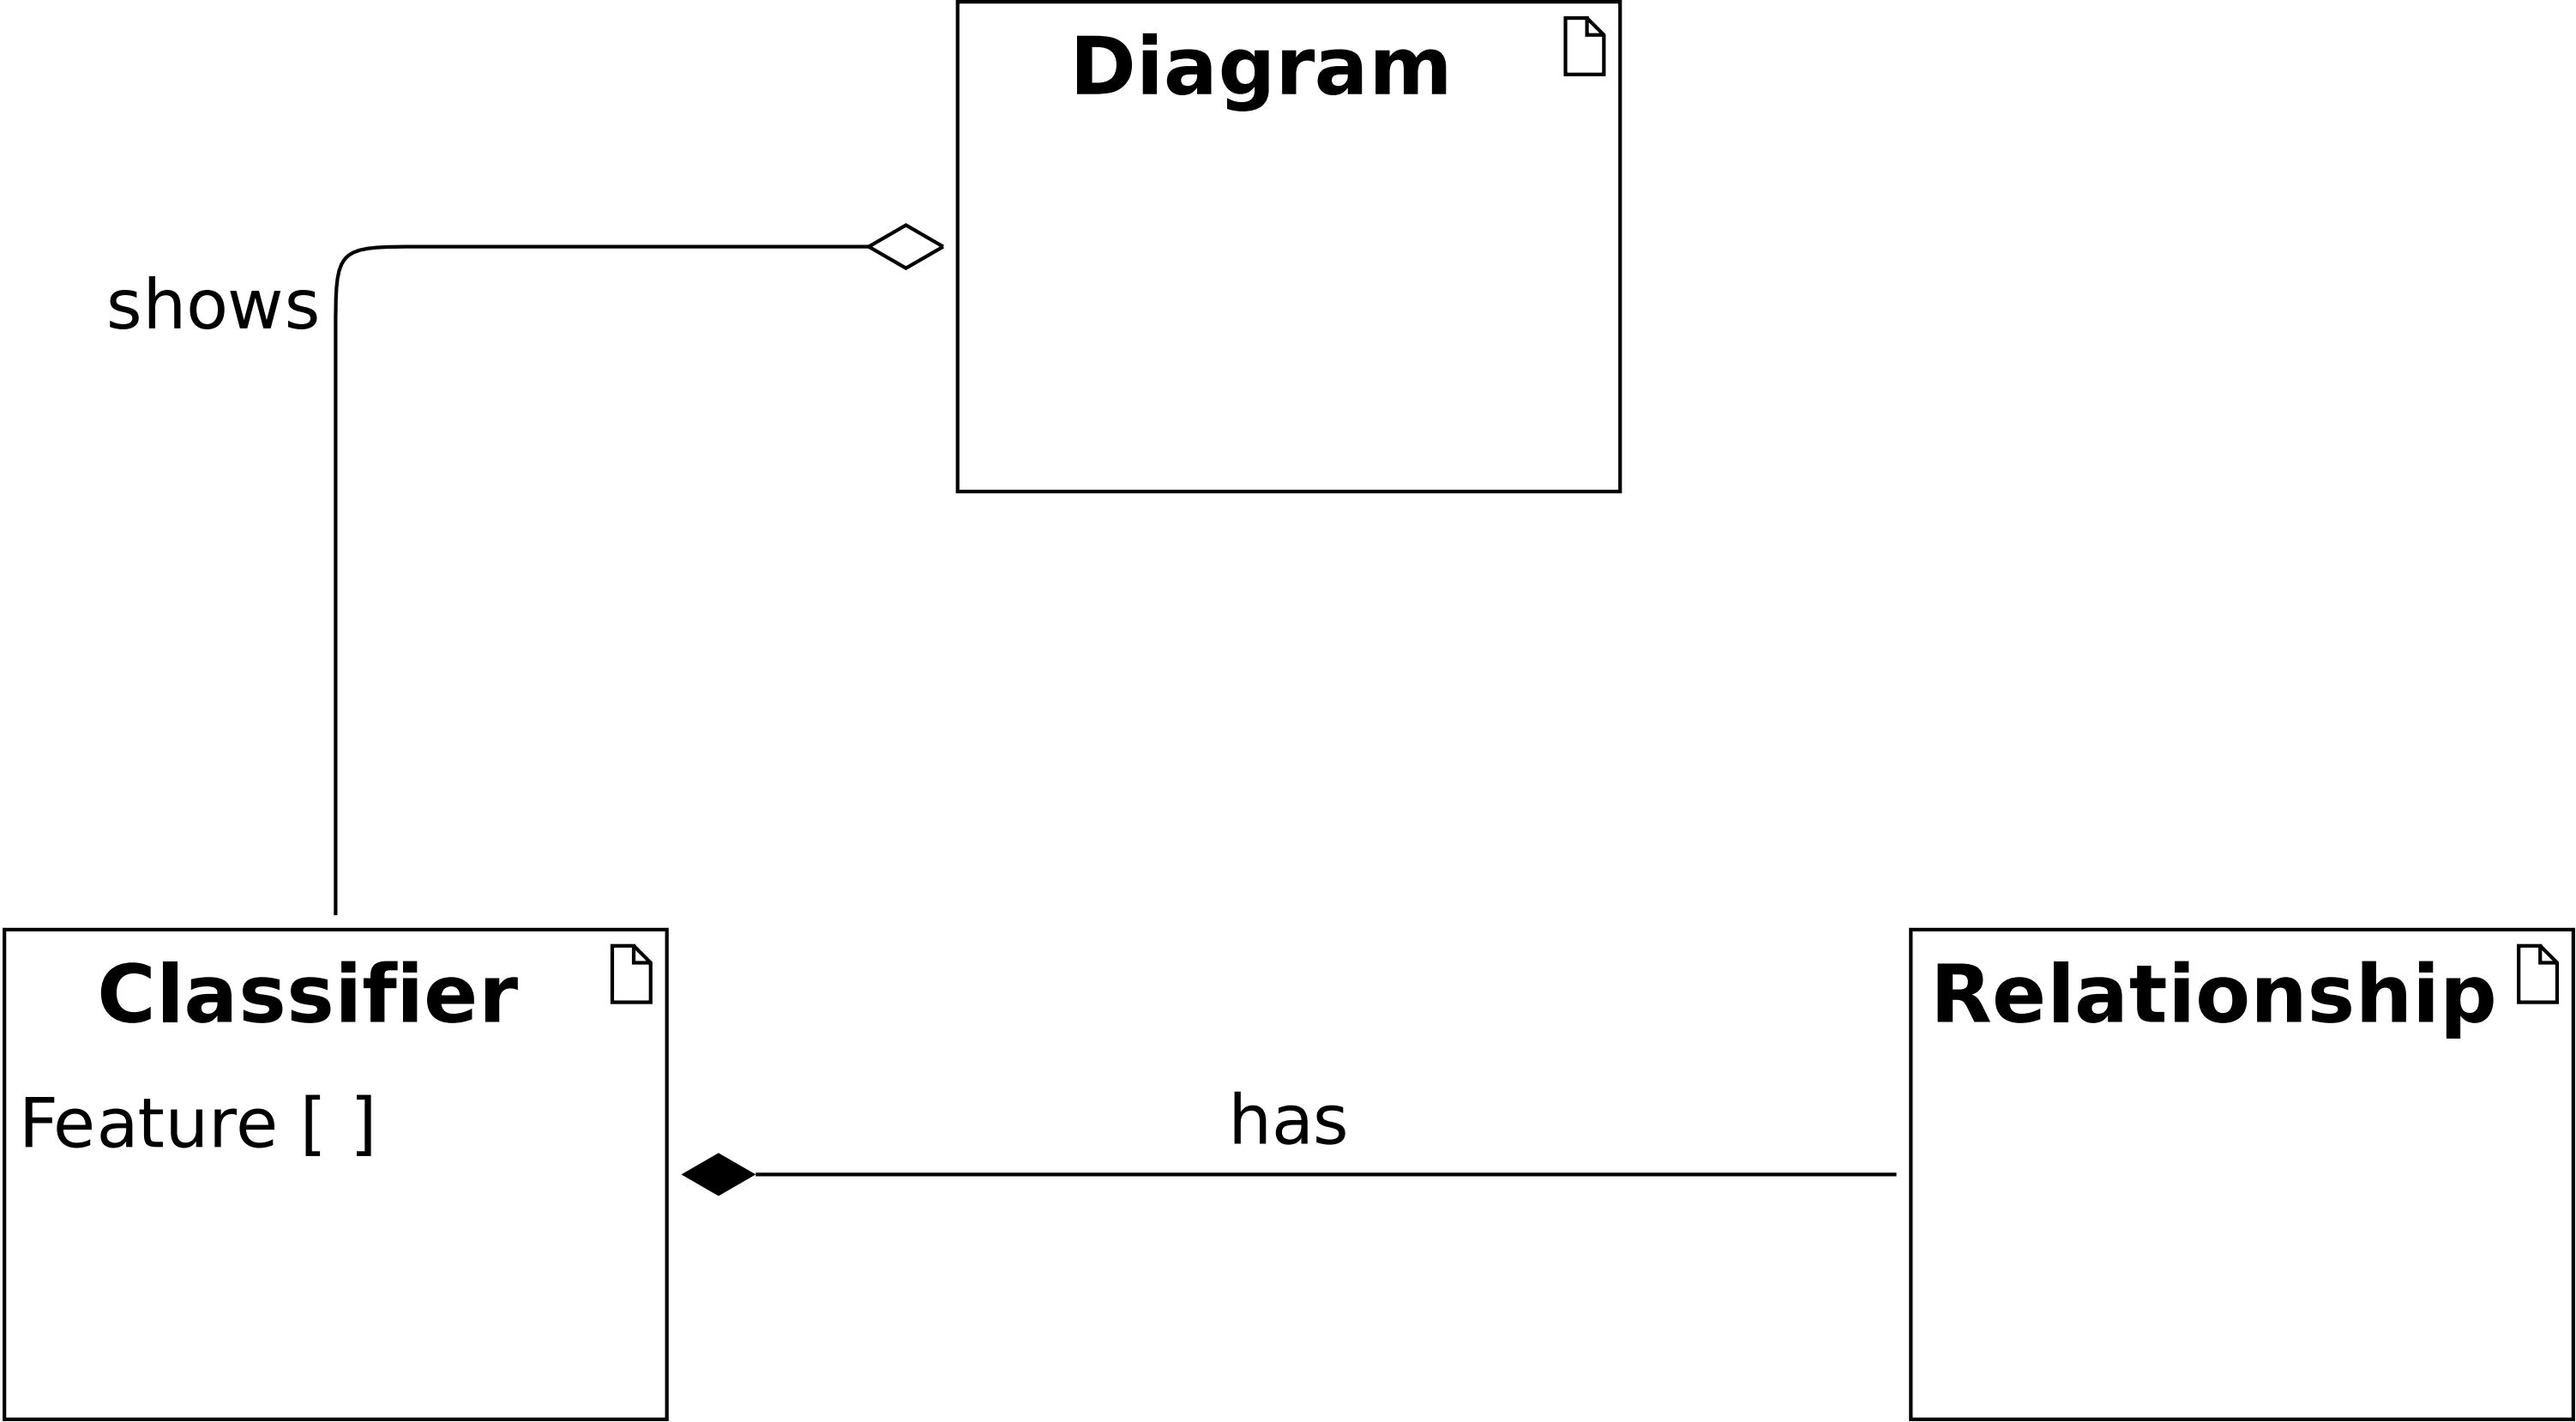 Diagram
shows
Classifier
Relationship
Feature [ ]
has